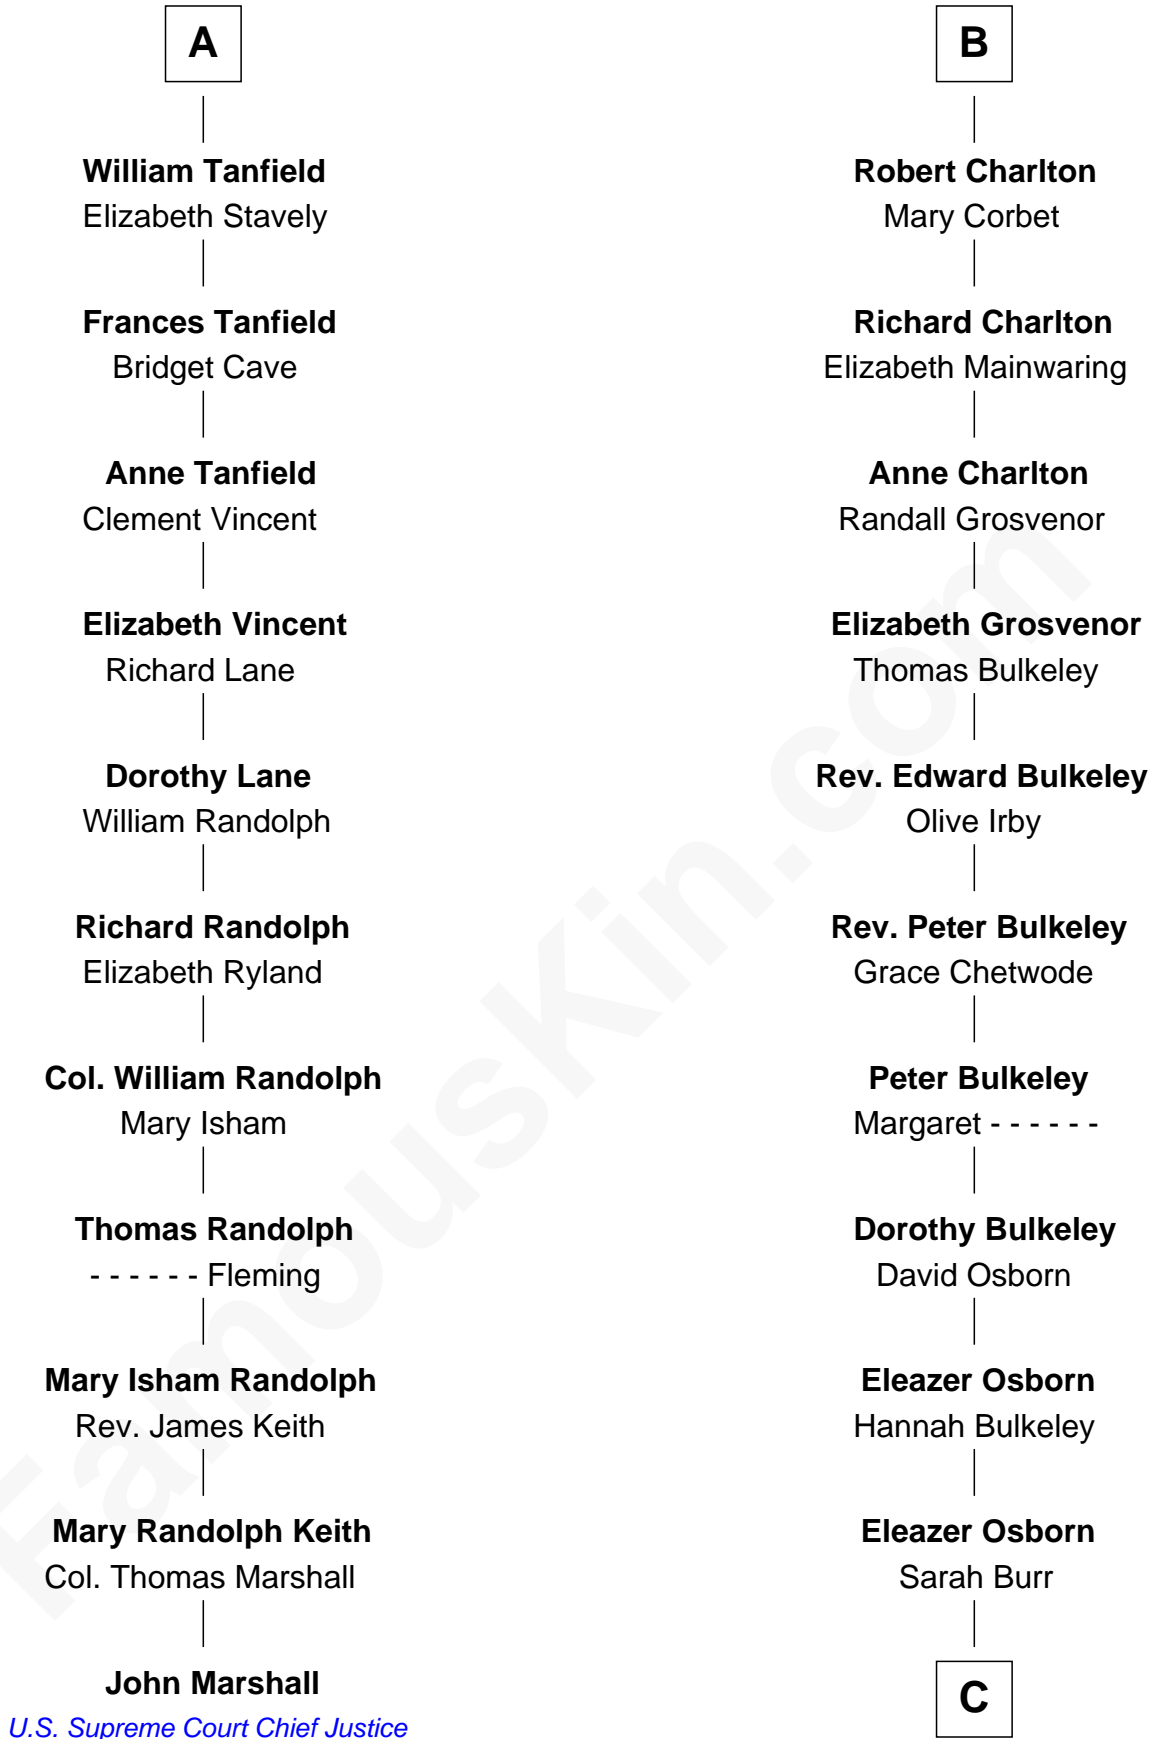 A
William Tanfield
Elizabeth Stavely
Frances Tanfield
Bridget Cave
Anne Tanfield
Clement Vincent
Elizabeth Vincent
Richard Lane
Dorothy Lane
William Randolph
Richard Randolph
Elizabeth Ryland
Col. William Randolph
Mary Isham
Thomas Randolph
- - - - - - Fleming
Mary Isham Randolph
Rev. James Keith
Mary Randolph Keith
Col. Thomas Marshall
John Marshall
U.S. Supreme Court Chief Justice
B
Robert Charlton
Mary Corbet
Richard Charlton
Elizabeth Mainwaring
Anne Charlton
Randall Grosvenor
Elizabeth Grosvenor
Thomas Bulkeley
Rev. Edward Bulkeley
Olive Irby
Rev. Peter Bulkeley
Grace Chetwode
Peter Bulkeley
Margaret - - - - - -
Dorothy Bulkeley
David Osborn
Eleazer Osborn
Hannah Bulkeley
Eleazer Osborn
Sarah Burr
C
FamousKin.com